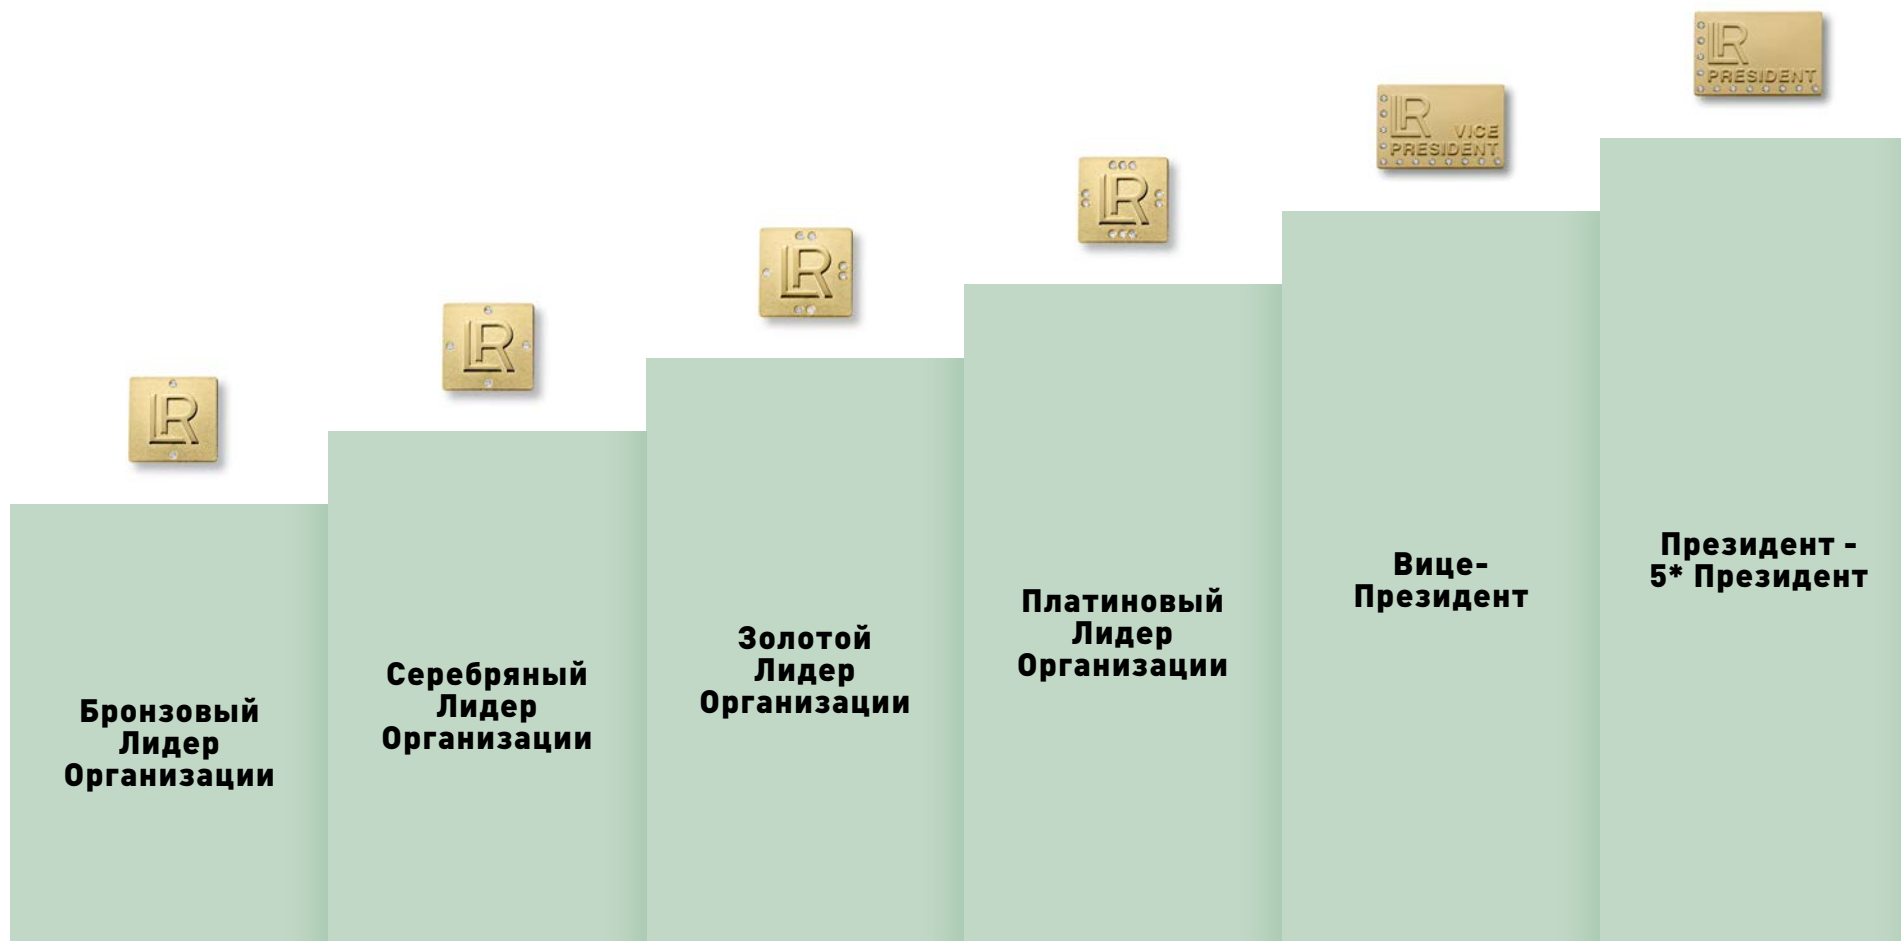 LR
PRESIDENT
LR VICE
PRESIDENT
LR
LR
LR
LR
Президент -
5* Президент
Вице-
Президент
Платиновый
Лидер
Организации
Золотой
Лидер
Организации
Серебряный
Лидер
Организации
Бронзовый
Лидер
Организации